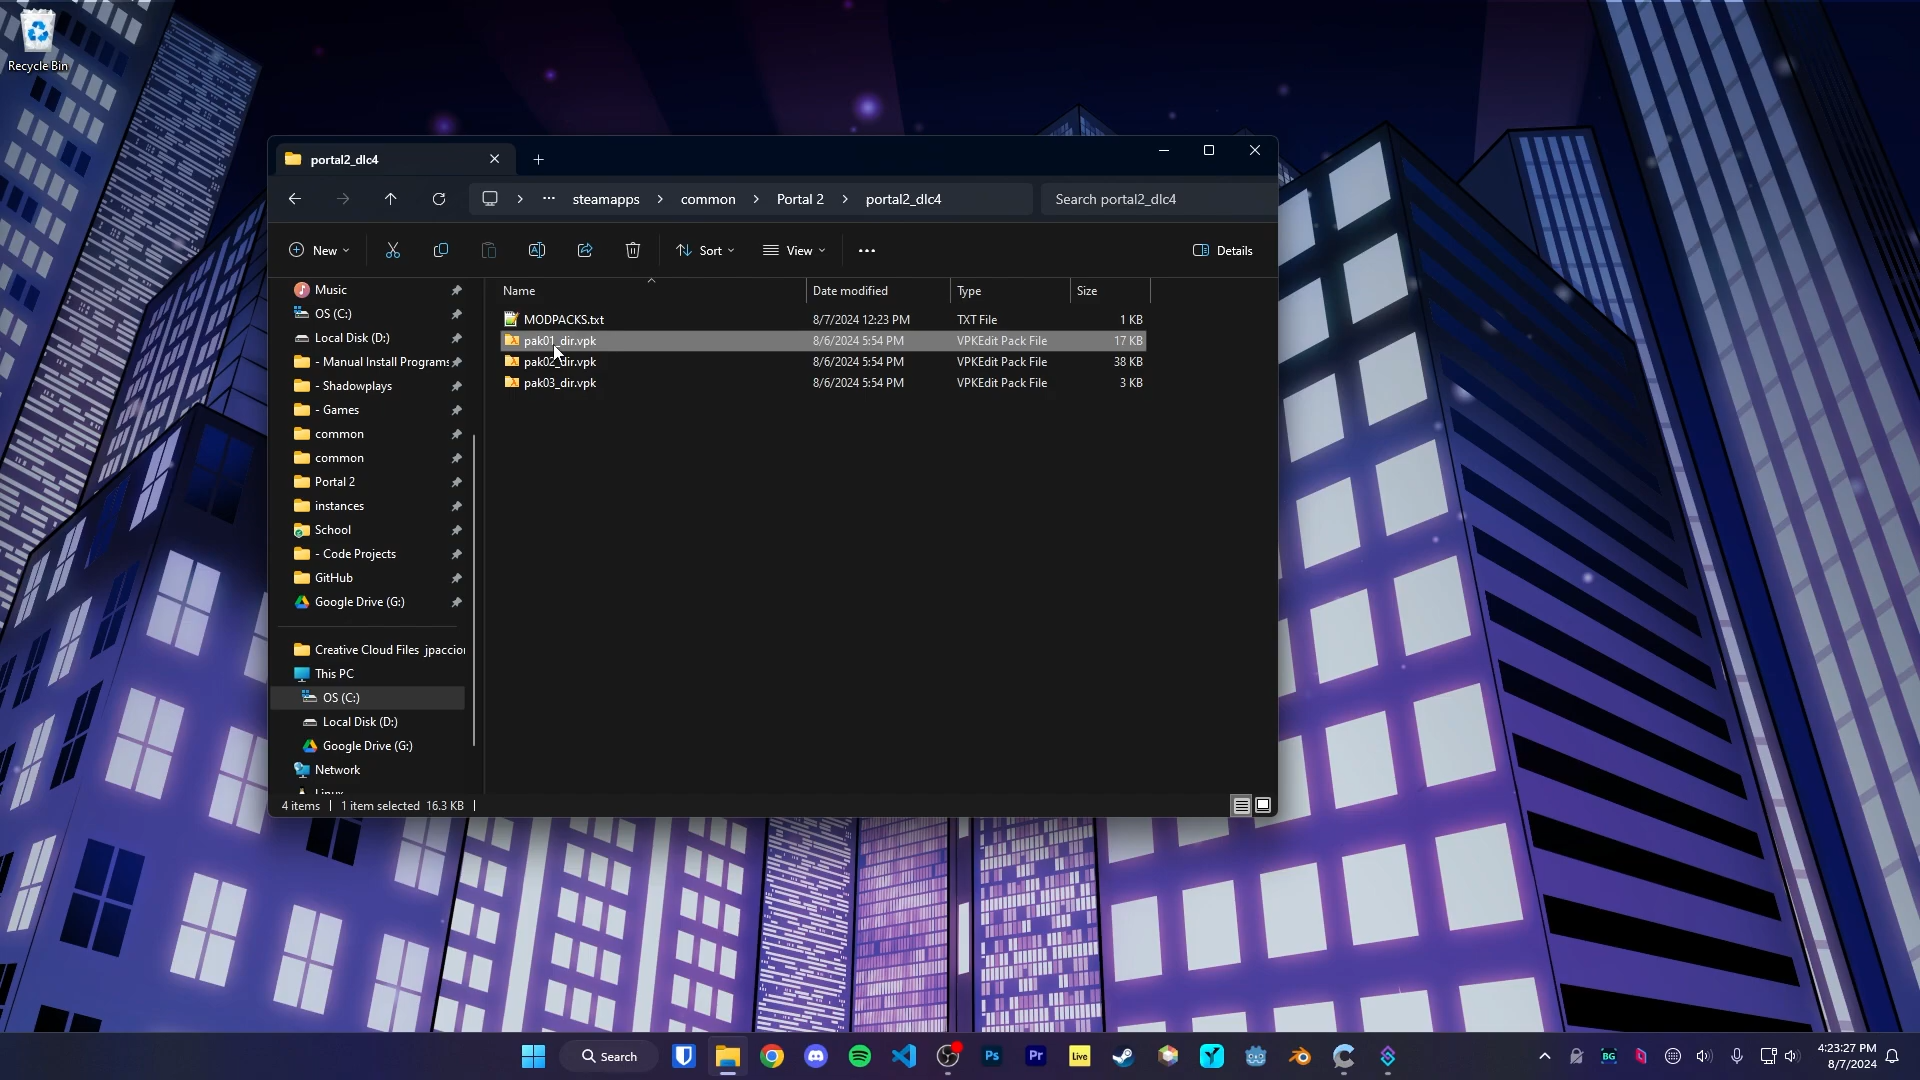 Recycle Bin
portal2_dlc4
steamapps
common
Portal 2
portal2_dlc4
Search portal2_dlc4
New
Sort
View
Details
Music
OS (C:)
Local Disk (D:)
- Manual Install Programs
- Shadowplays
- Games
common
common
Portal 2
instances
School
- Code Projects
GitHub
Google Drive (G:)
Creative Cloud Files jpaccior
This PC
OS (C:)
Local Disk (D:)
Google Drive (G:)
Network
Linux
Name Date modified Type Size
MODPACKS.txt 8/7/2024 12:23 PM TXT File 1 KB
pak01_dir.vpk 8/6/2024 5:54 PM VPKEdit Pack File 17 KB
pak02_dir.vpk 8/6/2024 5:54 PM VPKEdit Pack File 38 KB
pak03_dir.vpk 8/6/2024 5:54 PM VPKEdit Pack File 3 KB
4 items 1 item selected 16.3 KB
Search
Ps
Pr
Live
BG
4:23:27 PM
8/7/2024